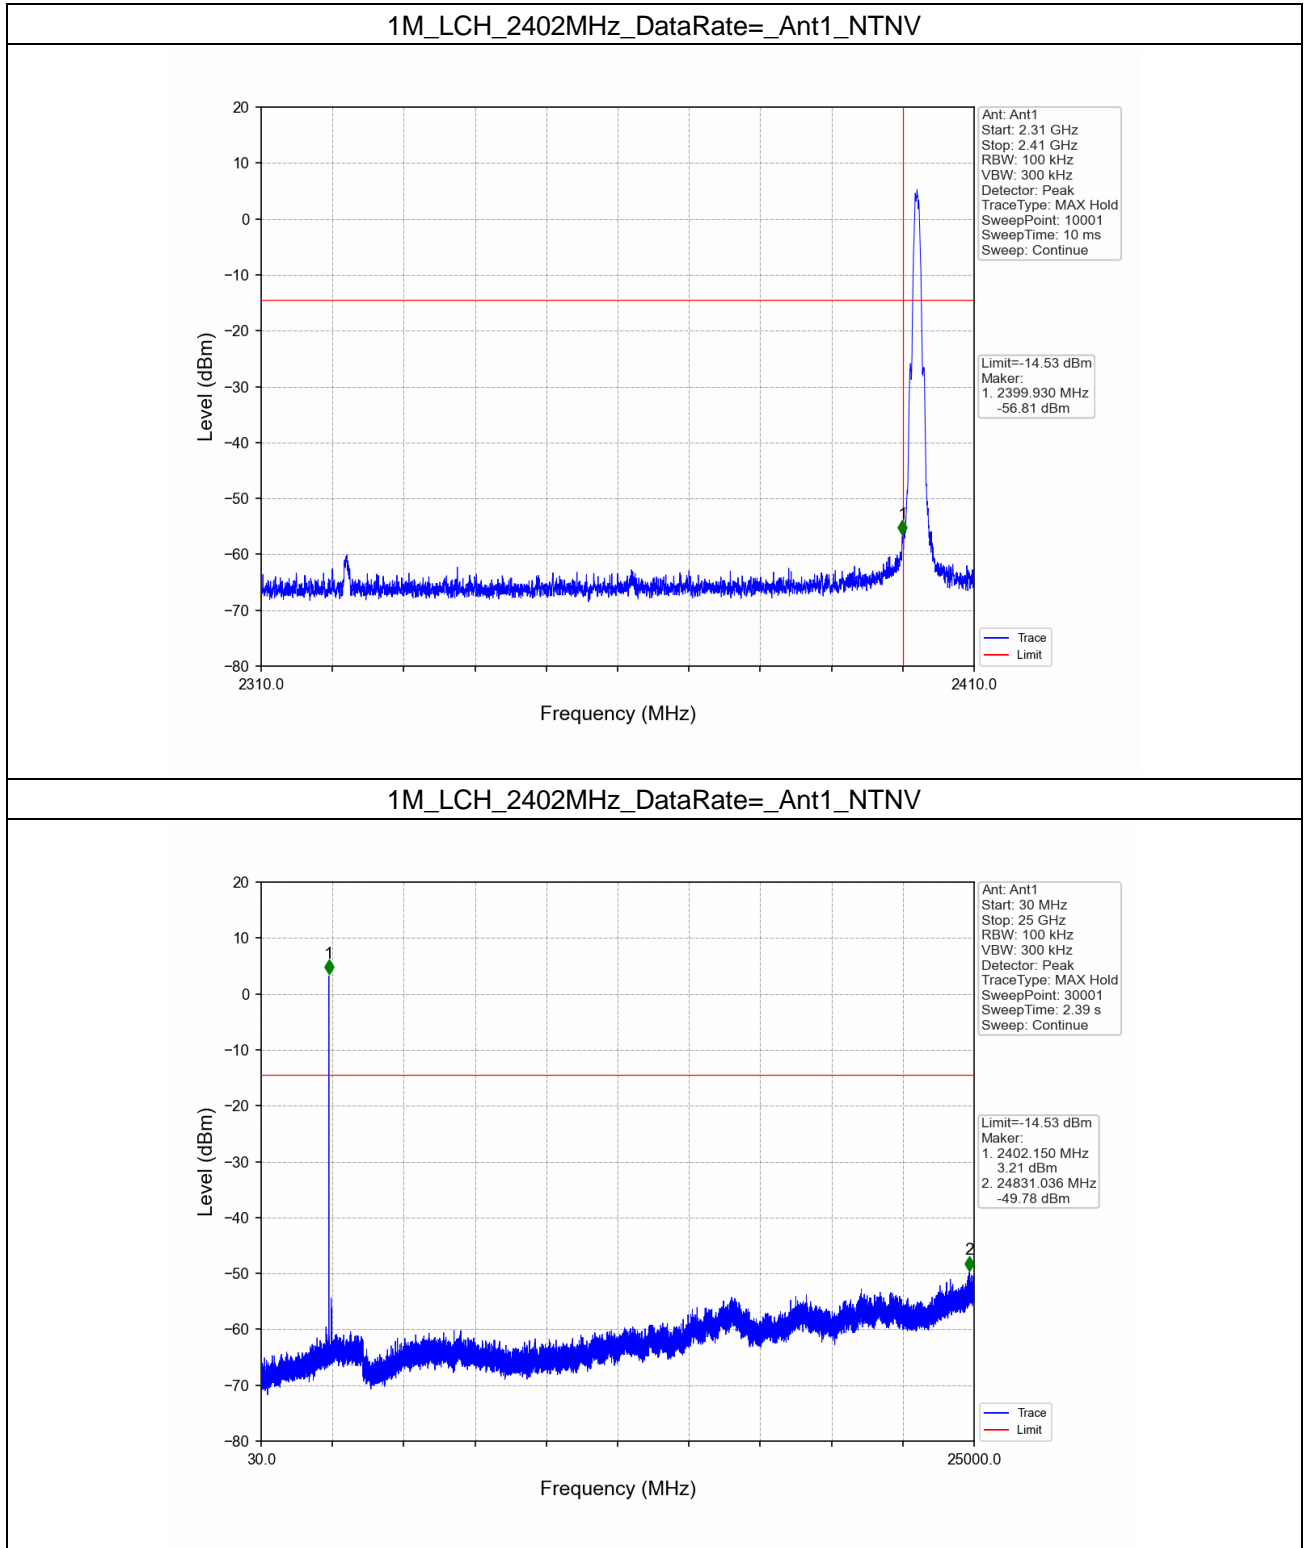 1M_LCH_2402MHz_DataRate=_Ant1_NTNV
20
10
0
−10
−20
−30
−40
−50
−60
−70
−80
Level (dBm)
1
2310.0
2410.0
Frequency (MHz)
Ant: Ant1
Start: 2.31 GHz
Stop: 2.41 GHz
RBW: 100 kHz
VBW: 300 kHz
Detector: Peak
TraceType: MAX Hold
SweepPoint: 10001
SweepTime: 10 ms
Sweep: Continue
Limit=-14.53 dBm
Maker:
1. 2399.930 MHz
-56.81 dBm
Trace
Limit
1M_LCH_2402MHz_DataRate=_Ant1_NTNV
20
10
0
−10
−20
−30
−40
−50
−60
−70
−80
Level (dBm)
1
2
30.0
25000.0
Frequency (MHz)
Ant: Ant1
Start: 30 MHz
Stop: 25 GHz
RBW: 100 kHz
VBW: 300 kHz
Detector: Peak
TraceType: MAX Hold
SweepPoint: 30001
SweepTime: 2.39 s
Sweep: Continue
Limit=-14.53 dBm
Maker:
1. 2402.150 MHz
3.21 dBm
2. 24831.036 MHz
-49.78 dBm
Trace
Limit